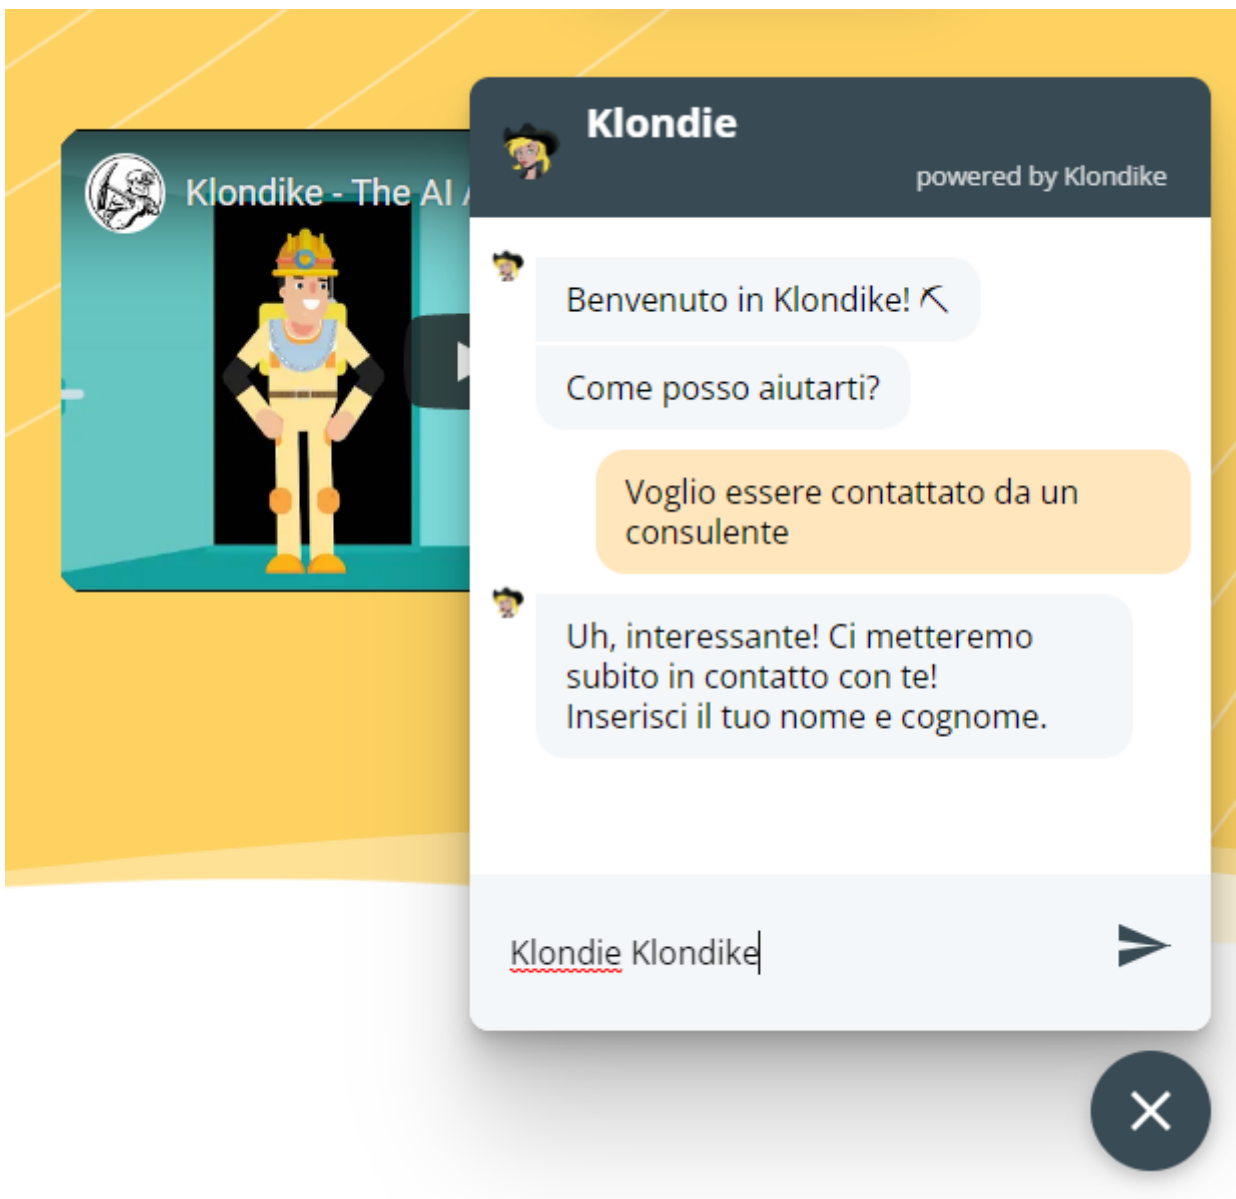 Klondie
powered by Klondike
Klondike - The AI
Benvenuto in Klondike! ⛏
Come posso aiutarti?
Voglio essere contattato da un
consulente
Uh, interessante! Ci metteremo
subito in contatto con te!
Inserisci il tuo nome e cognome.
Klondie Klondike